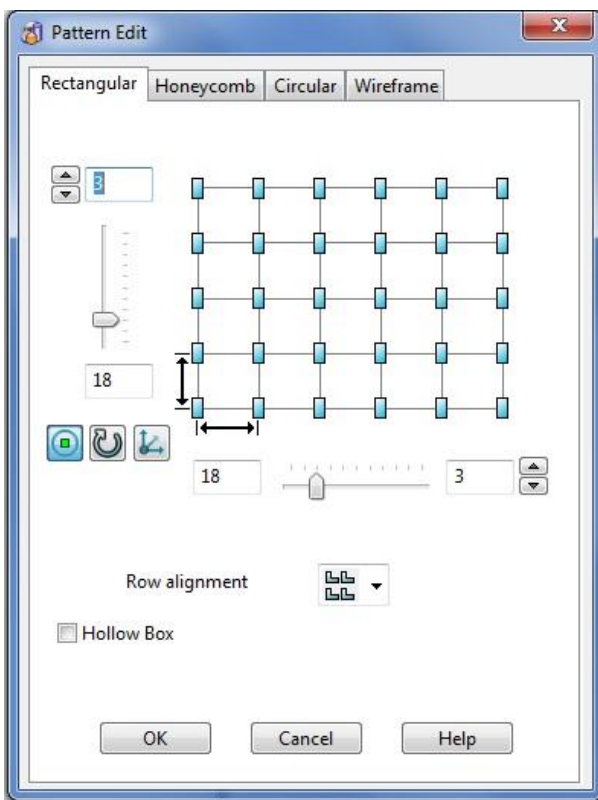 Pattern Edit
Rectangular Honeycomb Circular Wireframe
3
18
18 3
Row alignment
Hollow Box
OK Cancel Help